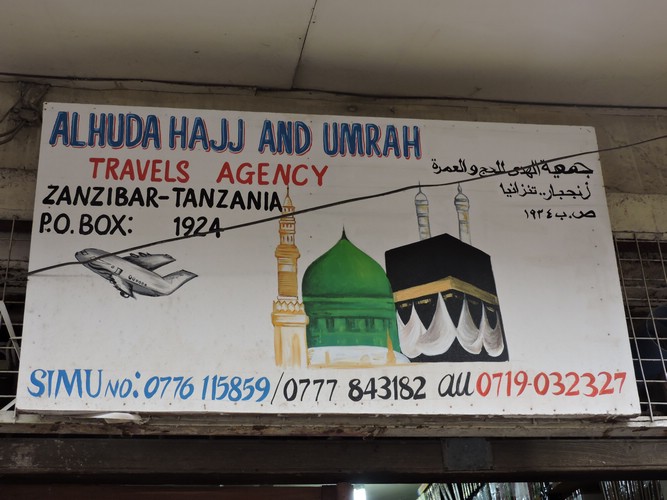 ALHUDA HAJJ AND UMRAH
TRAVELS AGENCY
ZANZIBAR-TANZANIA
P.O. BOX: 1924
جمعية الهدى للحج والعمرة
زنجبار.. تنزانيا
ص.ب ١٩٢٤
SIMU NO: 0776 115859/0777 843182 au 0719-032327